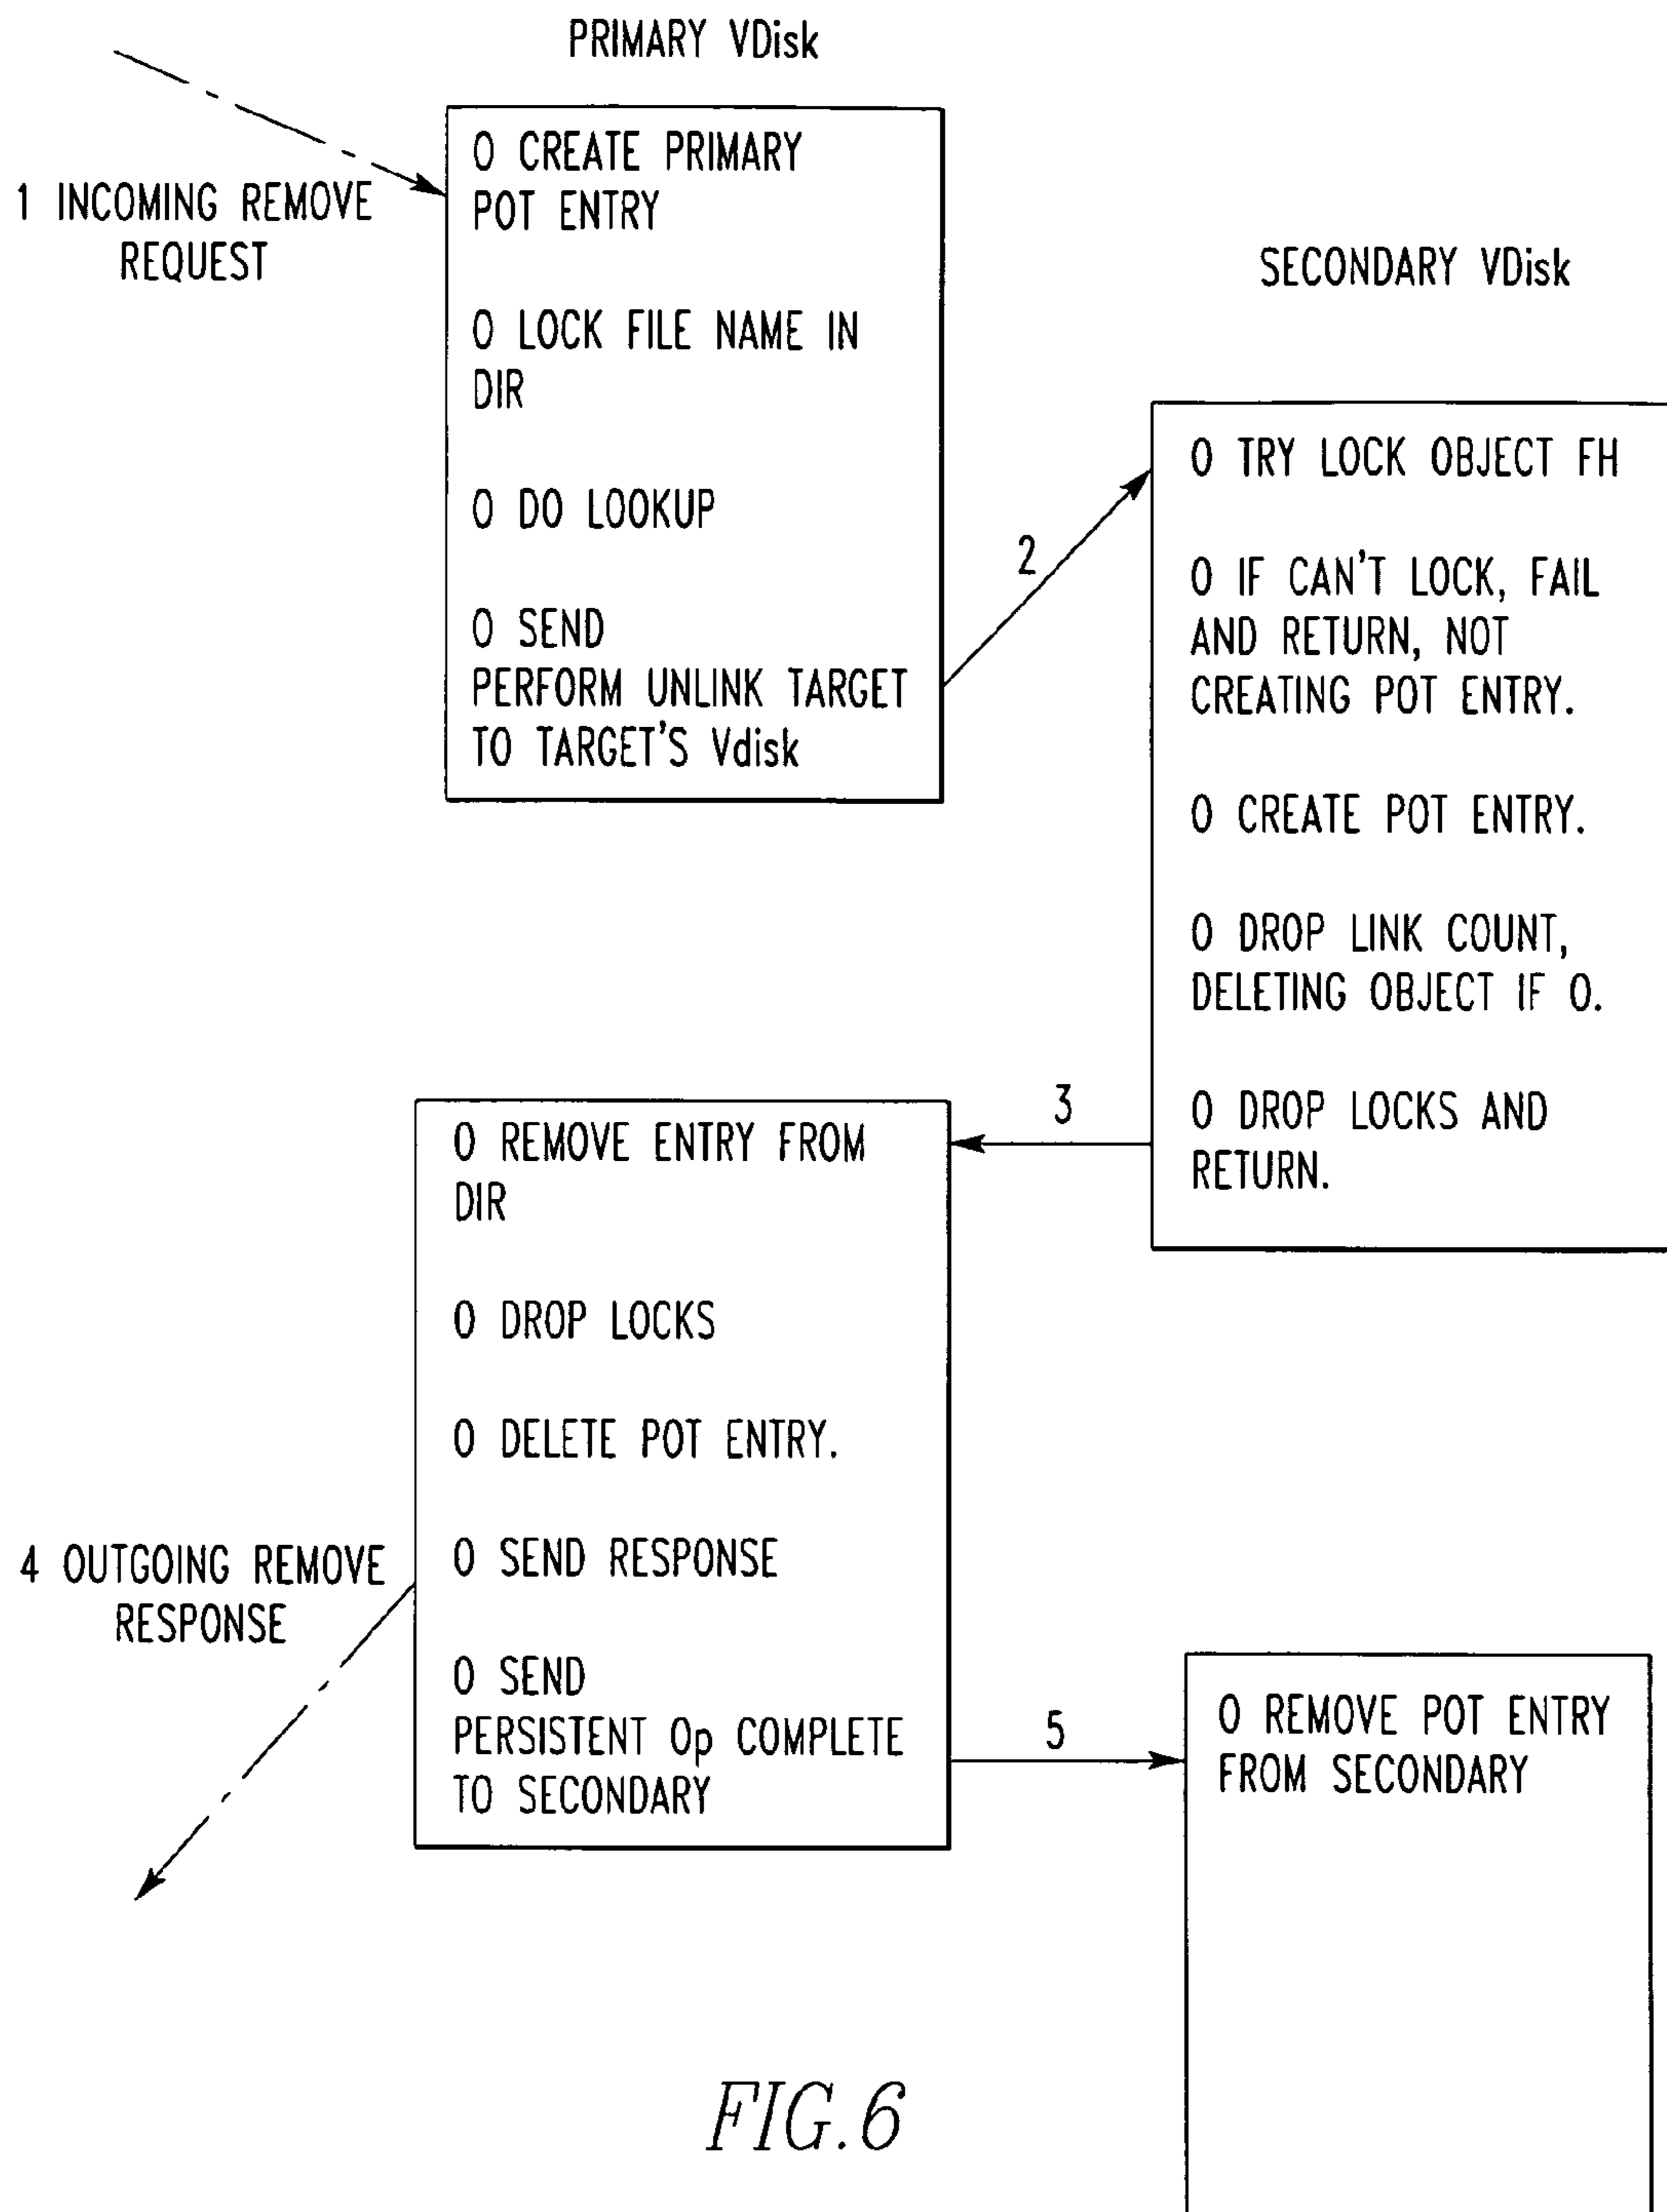 PRIMARY VDisk
1 INCOMING REMOVE
REQUEST
O CREATE PRIMARY
POT ENTRY
O LOCK FILE NAME IN
DIR
O DO LOOKUP
O SEND
PERFORM UNLINK TARGET
TO TARGET'S Vdisk
2
SECONDARY VDisk
O TRY LOCK OBJECT FH
O IF CAN'T LOCK, FAIL
AND RETURN, NOT
CREATING POT ENTRY.
O CREATE POT ENTRY.
O DROP LINK COUNT,
DELETING OBJECT IF 0.
O DROP LOCKS AND
RETURN.
3
O REMOVE ENTRY FROM
DIR
O DROP LOCKS
O DELETE POT ENTRY.
O SEND RESPONSE
O SEND
PERSISTENT Op COMPLETE
TO SECONDARY
4 OUTGOING REMOVE
RESPONSE
5
O REMOVE POT ENTRY
FROM SECONDARY
FIG.6